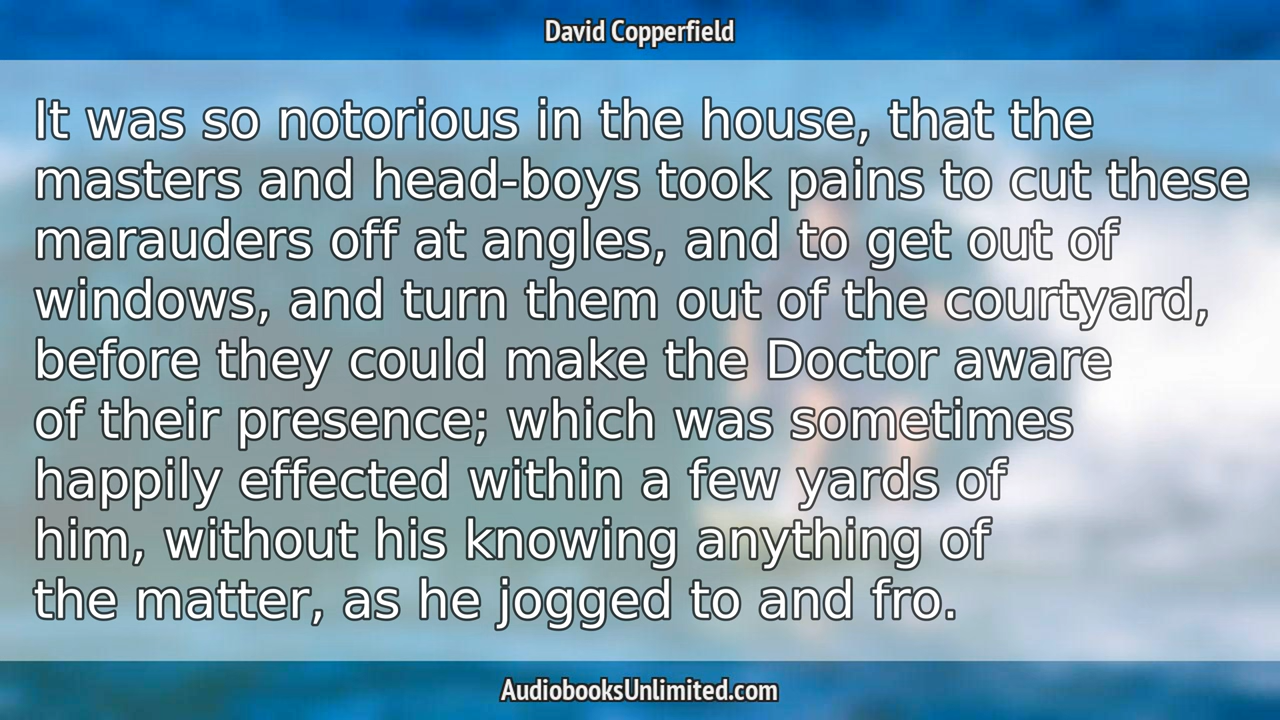 David Copperfield
It was so notorious in the house, that the
masters and head-boys took pains to cut these
marauders off at angles, and to get out of
windows, and turn them out of the courtyard,
before they could make the Doctor aware
of their presence; which was sometimes
happily effected within a few yards of
him, without his knowing anything of
the matter, as he jogged to and fro.
AudiobooksUnlimited.com